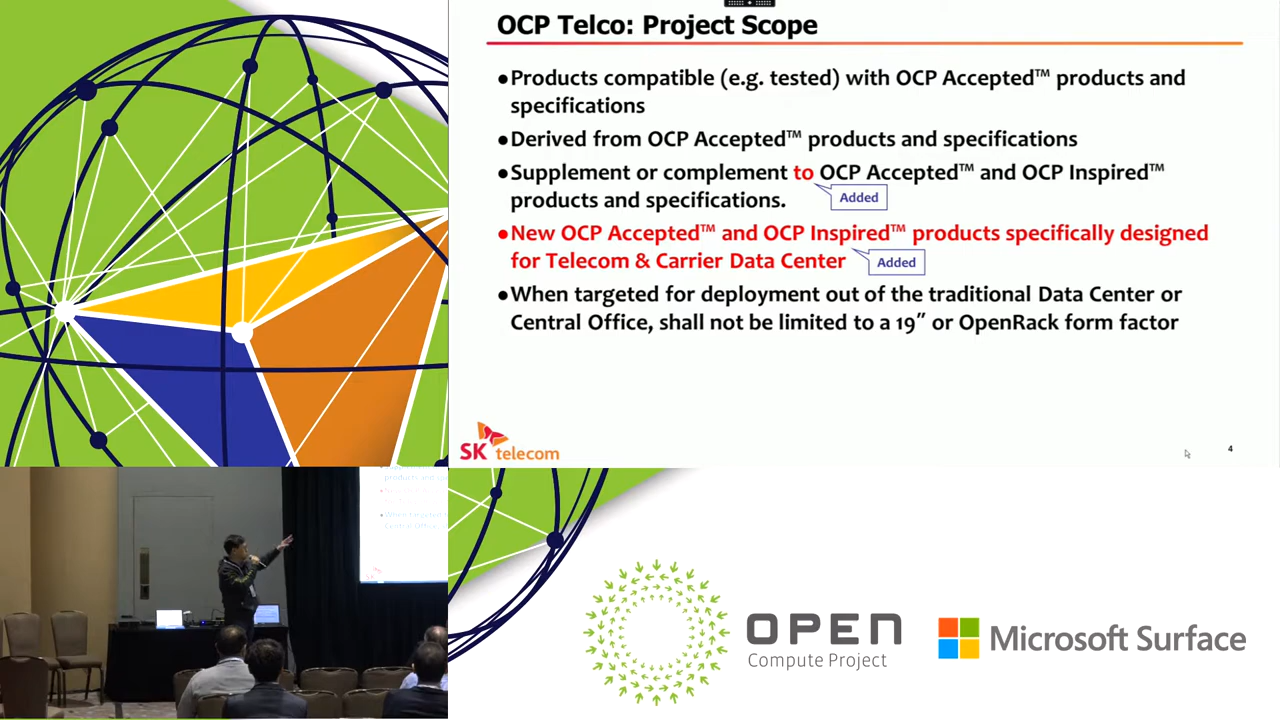 OCP Telco: Project Scope
●Products compatible (e.g. tested) with OCP Accepted™ products and
specifications
●Derived from OCP Accepted™ products and specifications
●Supplement or complement to OCP Accepted™ and OCP Inspired™
products and specifications.
Added
●New OCP Accepted™ and OCP Inspired™ products specifically designed
for Telecom & Carrier Data Center
Added
●When targeted for deployment out of the traditional Data Center or
Central Office, shall not be limited to a 19″ or OpenRack form factor
SK telecom
4
OPEN
Compute Project
Microsoft Surface